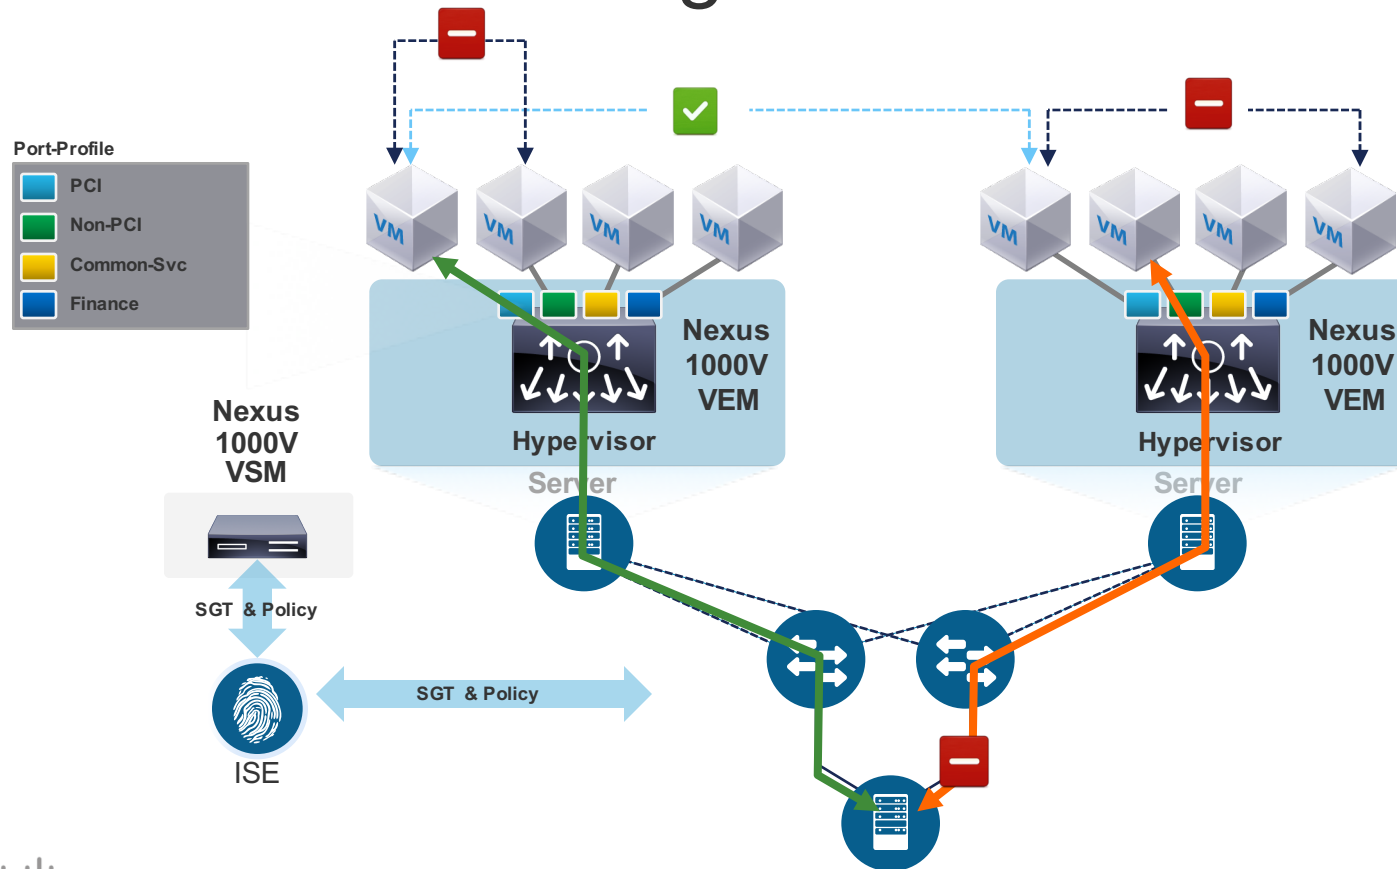 Port-Profile
PCI
Non-PCI
Common-Svc
Finance
VM
VM
VM
VM
VM
VM
VM
VM
Nexus
1000V
VEM
Hypervisor
Server
Nexus
1000V
VEM
Hypervisor
Server
Nexus
1000V
VSM
SGT & Policy
SGT & Policy
ISE